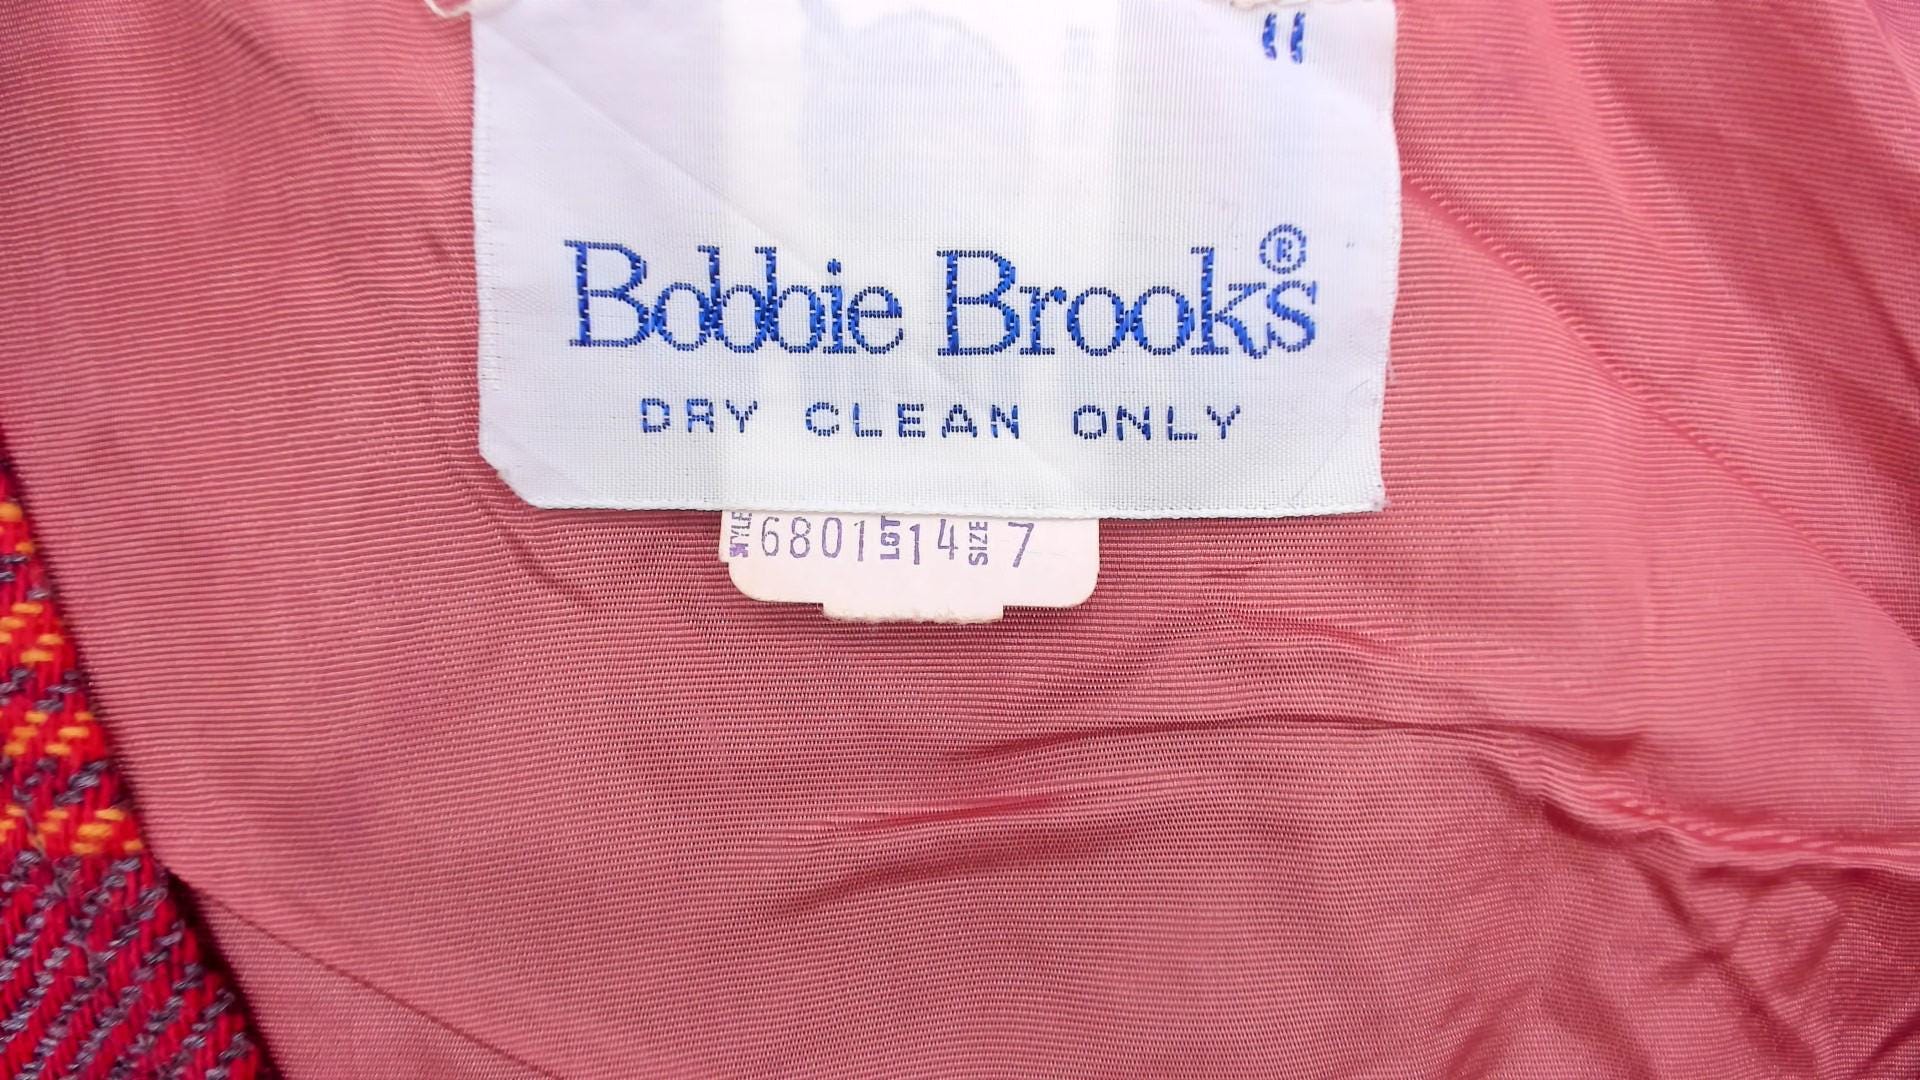 Bobbie Brooks®
DRY CLEAN ONLY
STYLE 6801 LOT 14 SIZE 7